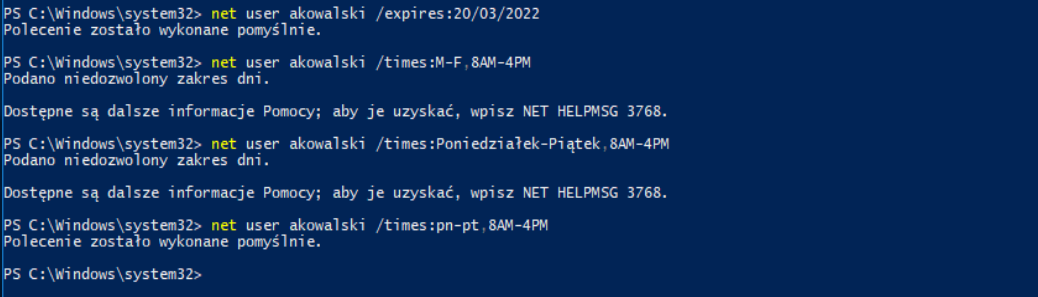 PS C:\Windows\system32> net user akowalski /expires:20/03/2022
Polecenie zostało wykonane pomyślnie.
PS C:\Windows\system32> net user akowalski /times:M-F,8AM-4PM
Podano niedozwolony zakres dni.
Dostępne są dalsze informacje Pomocy; aby je uzyskać, wpisz NET HELPMSG 3768.
PS C:\Windows\system32> net user akowalski /times:Poniedziałek-Piątek,8AM-4PM
Podano niedozwolony zakres dni.
Dostępne są dalsze informacje Pomocy; aby je uzyskać, wpisz NET HELPMSG 3768.
PS C:\Windows\system32> net user akowalski /times:pn-pt,8AM-4PM
Polecenie zostało wykonane pomyślnie.
PS C:\Windows\system32>